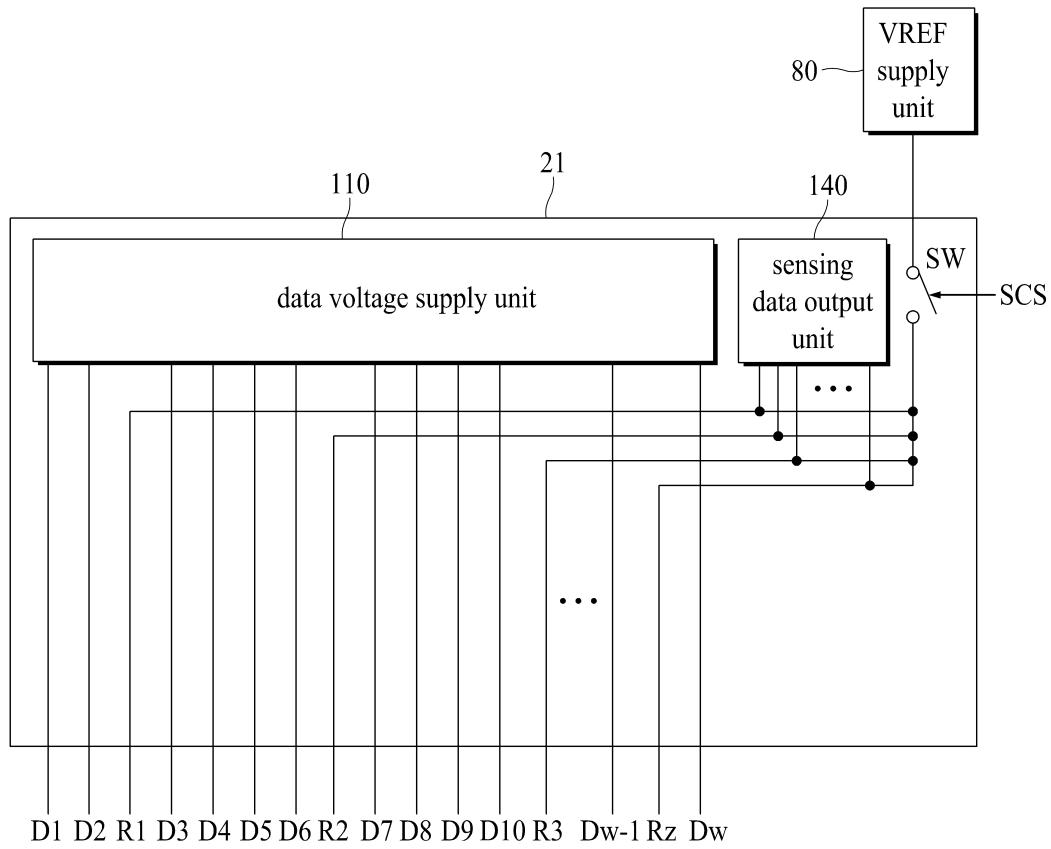 VREF
supply
unit
80
21
110
140
data voltage supply unit
sensing
data output
unit
SW
SCS
D1 D2 R1 D3 D4 D5 D6 R2 D7 D8 D9 D10 R3 Dw-1 Rz Dw